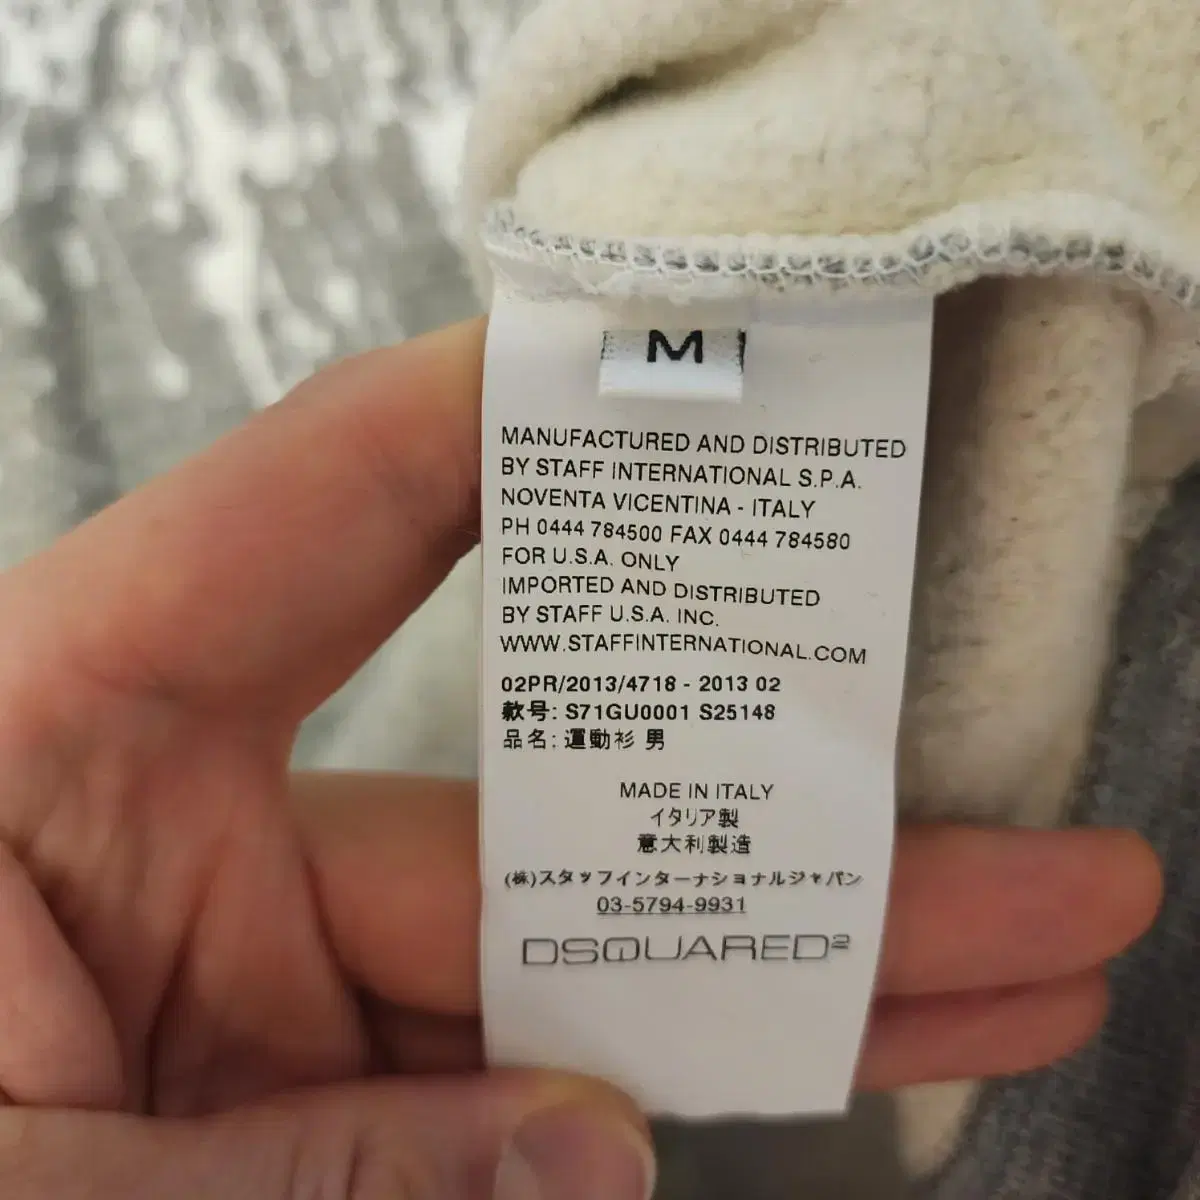 M
MANUFACTURED AND DISTRIBUTED
BY STAFF INTERNATIONAL S.P.A.
NOVENTA VICENTINA - ITALY
PH 0444 784500 FAX 0444 784580
FOR U.S.A. ONLY
IMPORTED AND DISTRIBUTED
BY STAFF U.S.A. INC.
WWW.STAFFINTERNATIONAL.COM
02PR/2013/4718 - 2013 02
款号: S71GU0001 S25148
品名: 運動衫 男
MADE IN ITALY
イタリア製
意大利製造
(株)スタッフインターナショナルジャパン
03-5794-9931
DSQUARED²